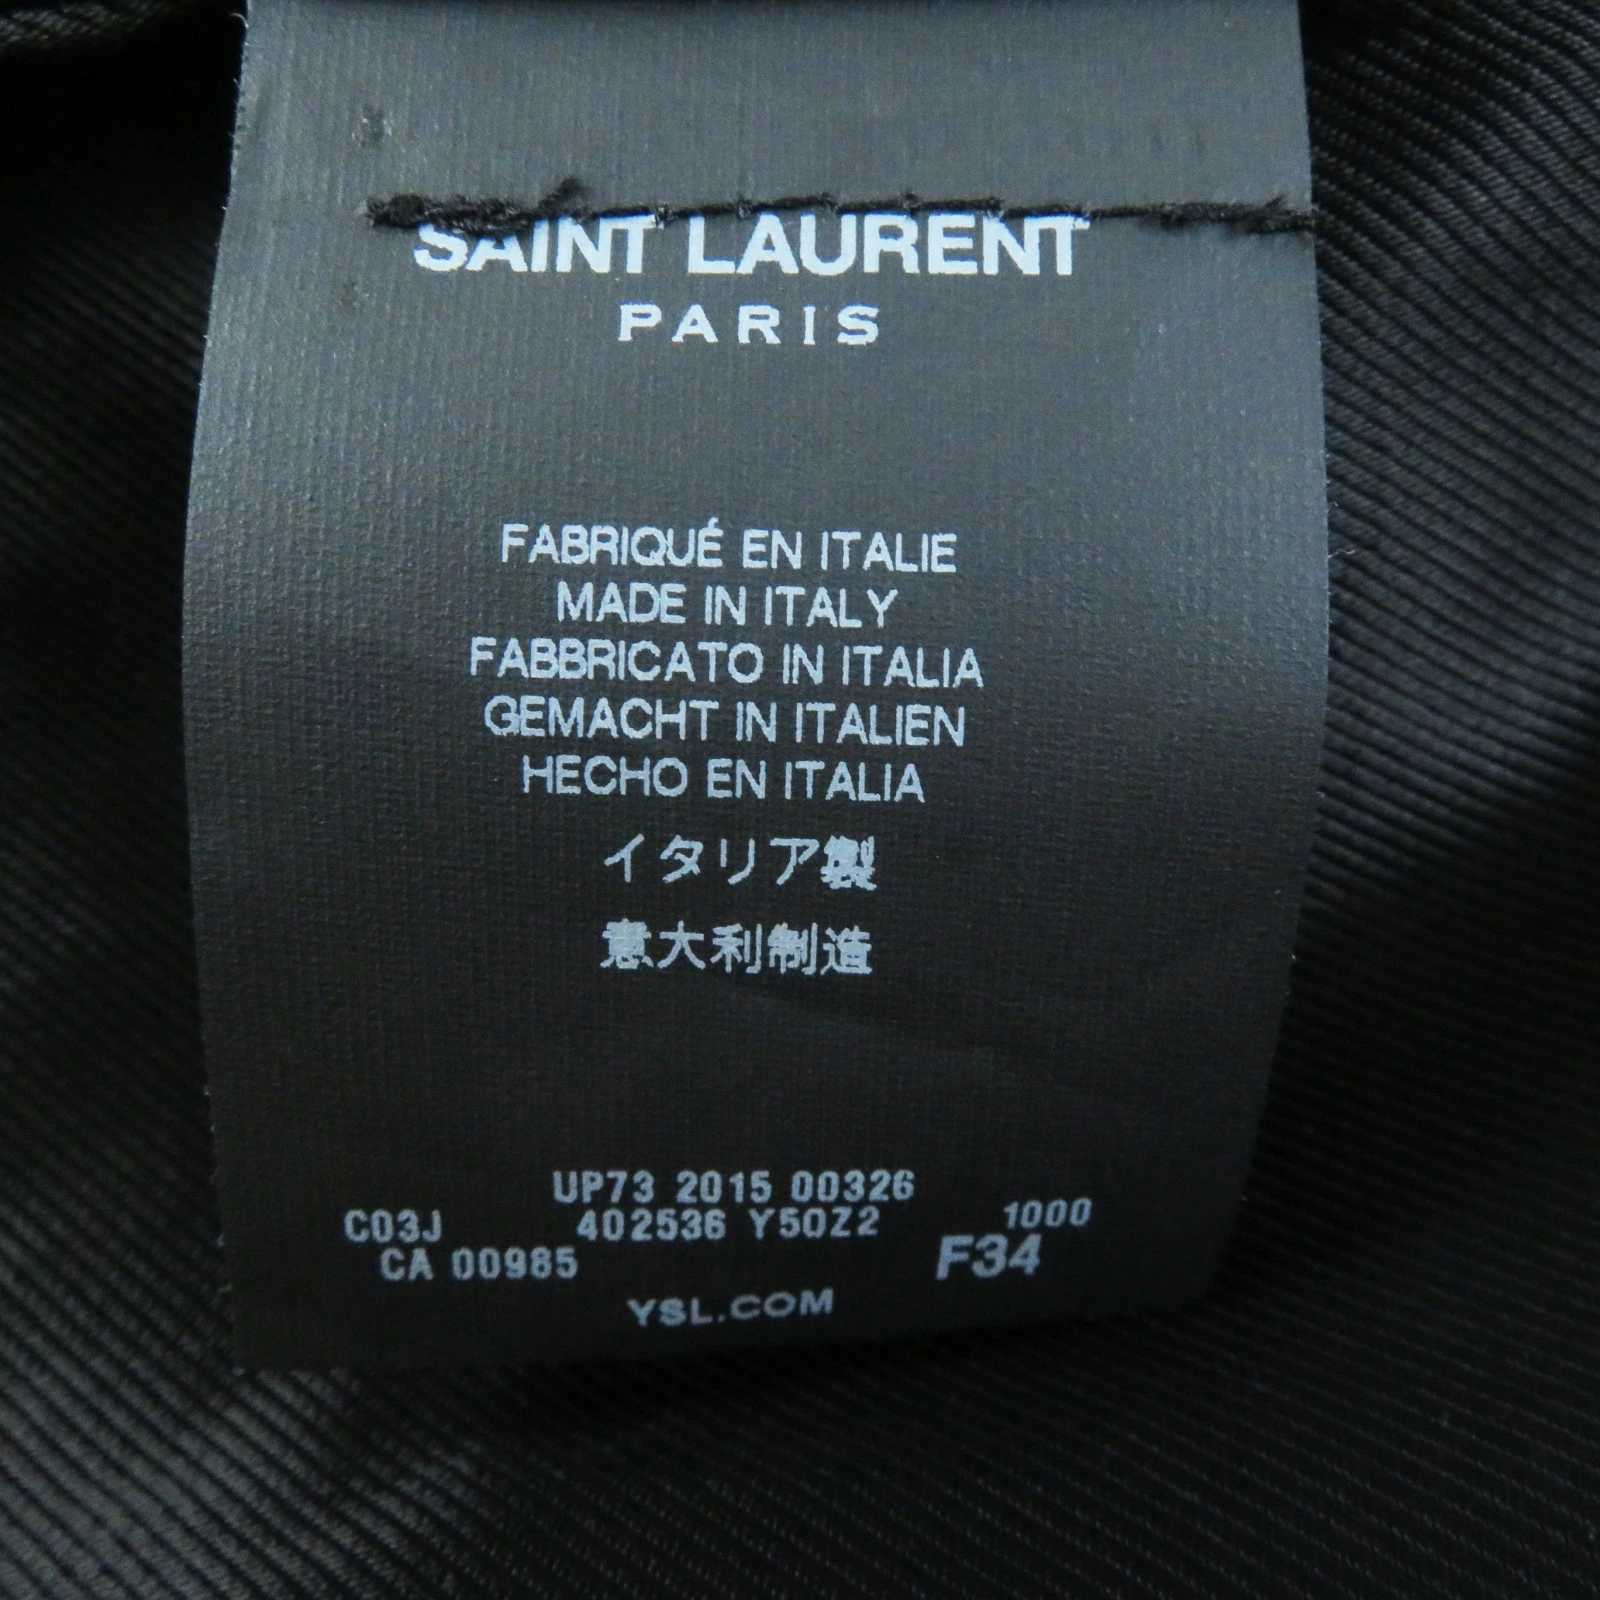 SAINT LAURENT
PARIS
FABRIQUÉ EN ITALIE
MADE IN ITALY
FABBRICATO IN ITALIA
GEMACHT IN ITALIEN
HECHO EN ITALIA
イタリア製
意大利制造
UP73 2015 00326
C03J 402536 Y50Z2 1000
CA 00985 F34
YSL.COM